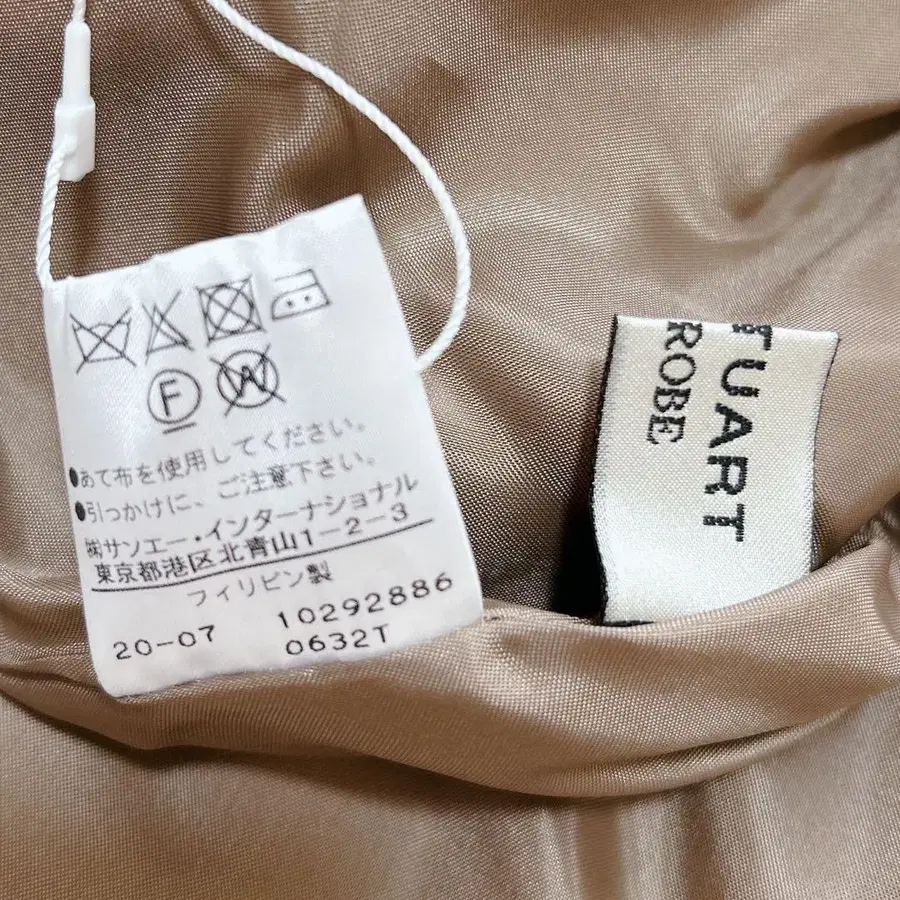 F
W
●あて布を使用してください。
●引っかけに、ご注意下さい。
㈱サンエー・インターナショナル
東京都港区北青山1-2-3
フィリピン製
20-07 10292886
0632T
TUART
ROBE